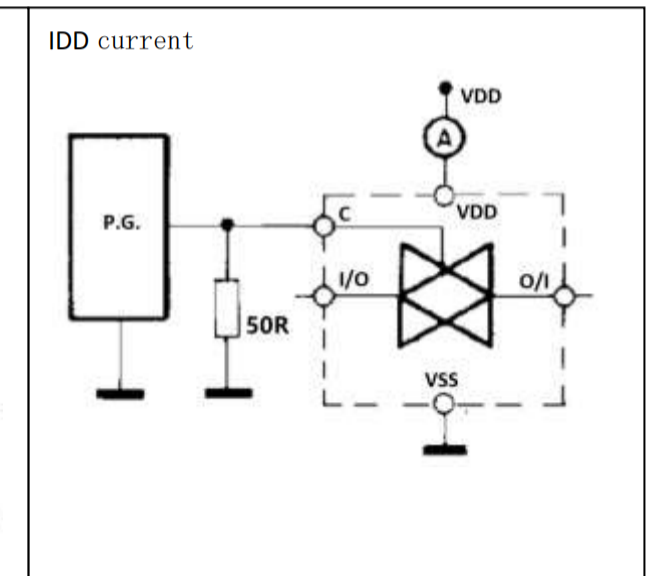 IDD current
VDD
A
P.G.
C
VDD
I/O
O/I
50R
VSS